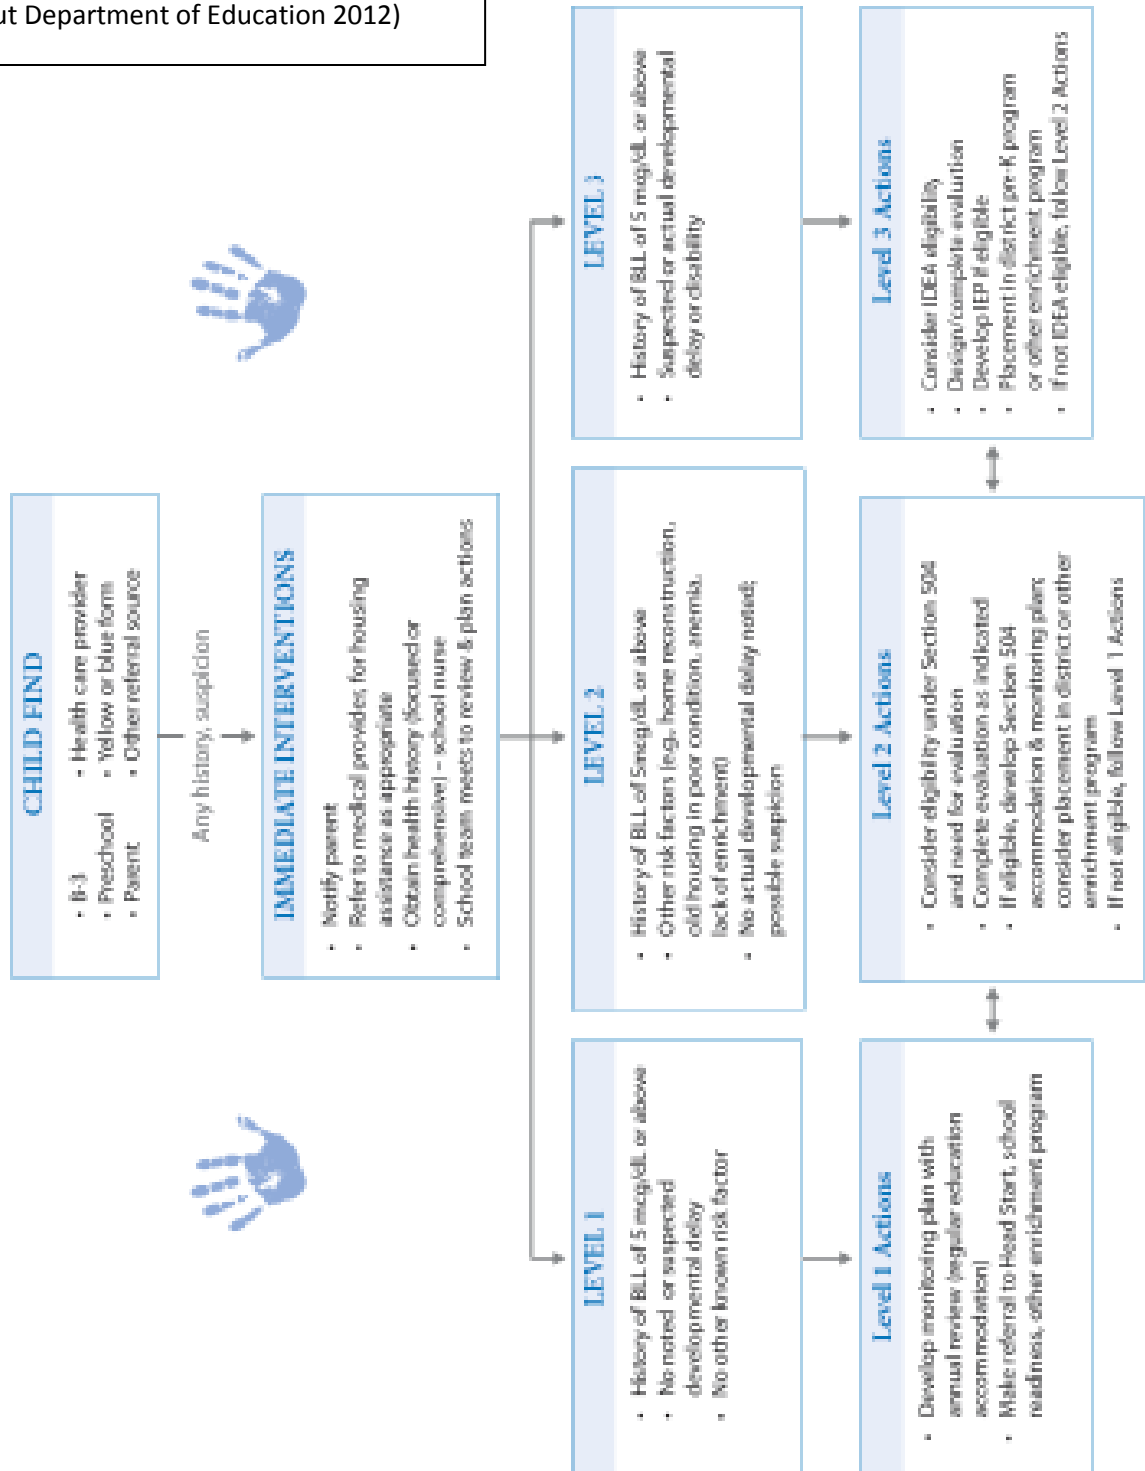 ut Department of Education 2012)
CHILD FIND
• B-3
• Preschool
• Parent
• Health care provider
• Yellow or blue form
• Other referral source
Any history, suspicion
IMMEDIATE INTERVENTIONS
• Notify parent
• Refer to medical provides, for housing
assistance as appropriate
• Obtain health history (focused or
comprehensive) – school nurse
• School team meets to review & plan actions
LEVEL 1
• History of BLL of 5 mcg/dL or above
• No noted or suspected
developmental delay
• No other known risk factor
LEVEL 2
• History of BLL of 5mcg/dL or above
• Other risk factors (eg., home reconstruction,
old housing in poor condition, anemia,
lack of enrichment)
• No actual developmental delay noted;
possible suspicion
LEVEL 3
• History of BLL of 5 mcg/dL or above
• Suspected or actual developmental
delay or disability
Level 1 Actions
• Develop monitoring plan with
annual review (regular education
accommodation)
• Make referral to Head Start, school
readiness, other enrichment program
Level 2 Actions
• Consider eligibility under Section 504
and need for evaluation
• Complete evaluation as indicated
• If eligible, develop Section 504
accommodation & monitoring plan;
consider placement in district or other
enrichment program
• If not eligible, follow Level 1 Actions
Level 3 Actions
• Consider IDEA eligibility
• Design/complete evaluation
• Develop IEP if eligible
• Placement in district pre-K program
or other enrichment program
• If not IDEA eligible, follow Level 2 Actions